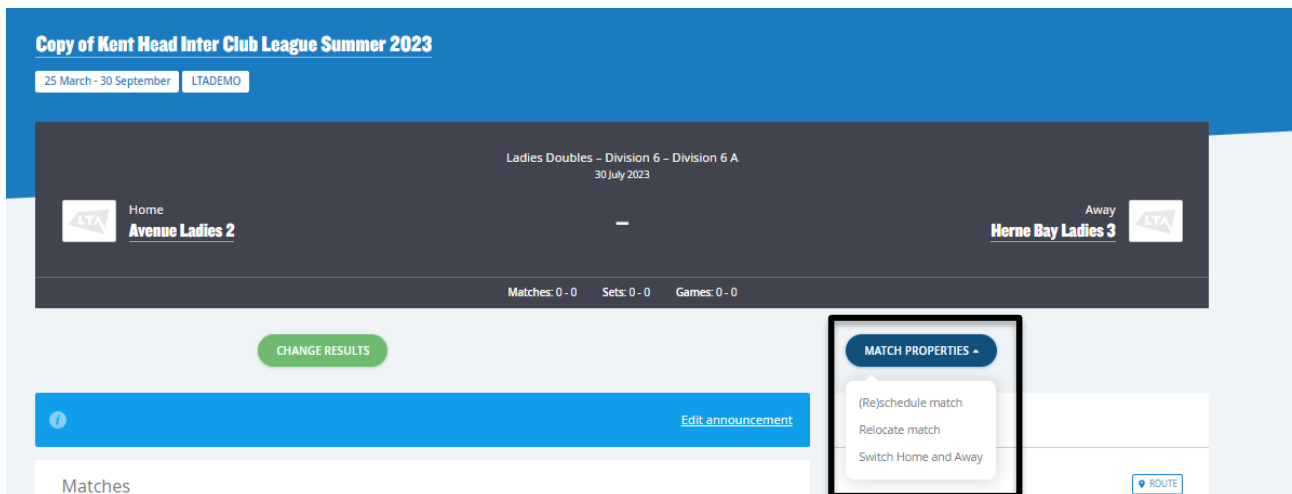 Copy of Kent Head Inter Club League Summer 2023
25 March - 30 September LTADEMO
Ladies Doubles – Division 6 – Division 6 A
30 July 2023
LTA
Home
Avenue Ladies 2
–
Away
Herne Bay Ladies 3
LTA
Matches: 0 - 0 Sets: 0 - 0 Games: 0 - 0
CHANGE RESULTS
MATCH PROPERTIES
i
Edit announcement
(Re)schedule match
Relocate match
Switch Home and Away
Matches
ROUTE